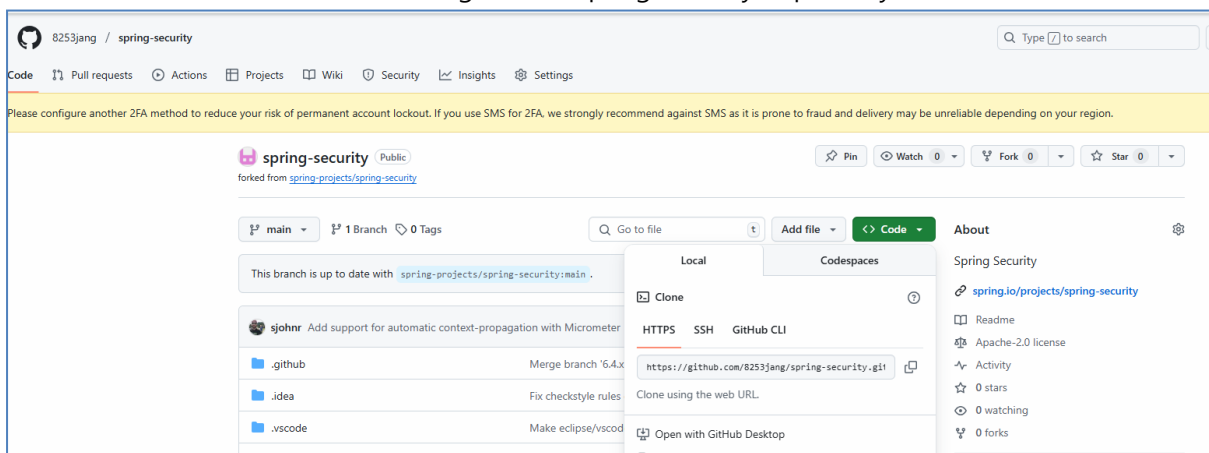 8253jang / spring-security
Type / to search
Code Pull requests Actions Projects Wiki Security Insights Settings
Please configure another 2FA method to reduce your risk of permanent account lockout. If you use SMS for 2FA, we strongly recommend against SMS as it is prone to fraud and delivery may be unreliable depending on your region.
spring-security Public
Pin Watch 0 Fork 0 Star 0
forked from spring-projects/spring-security
main 1 Branch 0 Tags
Go to file t Add file <> Code
About
Local Codespaces
Spring Security
This branch is up to date with spring-projects/spring-security:main .
Clone
spring.io/projects/spring-security
HTTPS SSH GitHub CLI
Readme
sjohnr Add support for automatic context-propagation with Micrometer
Apache-2.0 license
.github Merge branch '6.4.x
https://github.com/8253jang/spring-security.git
Activity
.idea Fix checkstyle rules
Clone using the web URL.
0 stars
0 watching
.vscode Make eclipse/vscod
Open with GitHub Desktop
0 forks